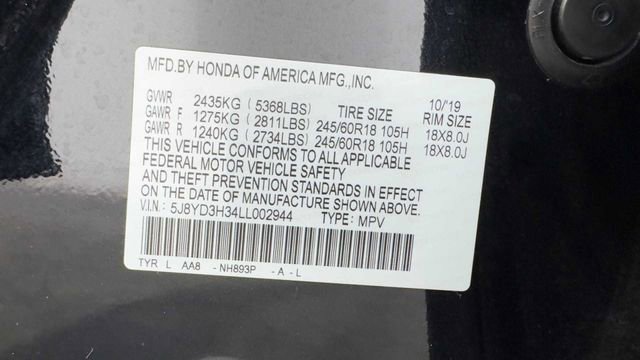 MFD.BY HONDA OF AMERICA MFG.,INC.
10/'19
GVWR 2435KG ( 5368LBS) TIRE SIZE RIM SIZE
GAWR F 1275KG ( 2811LBS) 245/60R18 105H 18X8.0J
GAWR R 1240KG ( 2734LBS) 245/60R18 105H 18X8.0J
THIS VEHICLE CONFORMS TO ALL APPLICABLE
FEDERAL MOTOR VEHICLE SAFETY
AND THEFT PREVENTION STANDARDS IN EFFECT
ON THE DATE OF MANUFACTURE SHOWN ABOVE.
V.I.N.: 5J8YD3H34LL002944 TYPE: MPV
TYR L AA8 -NH893P -A -L